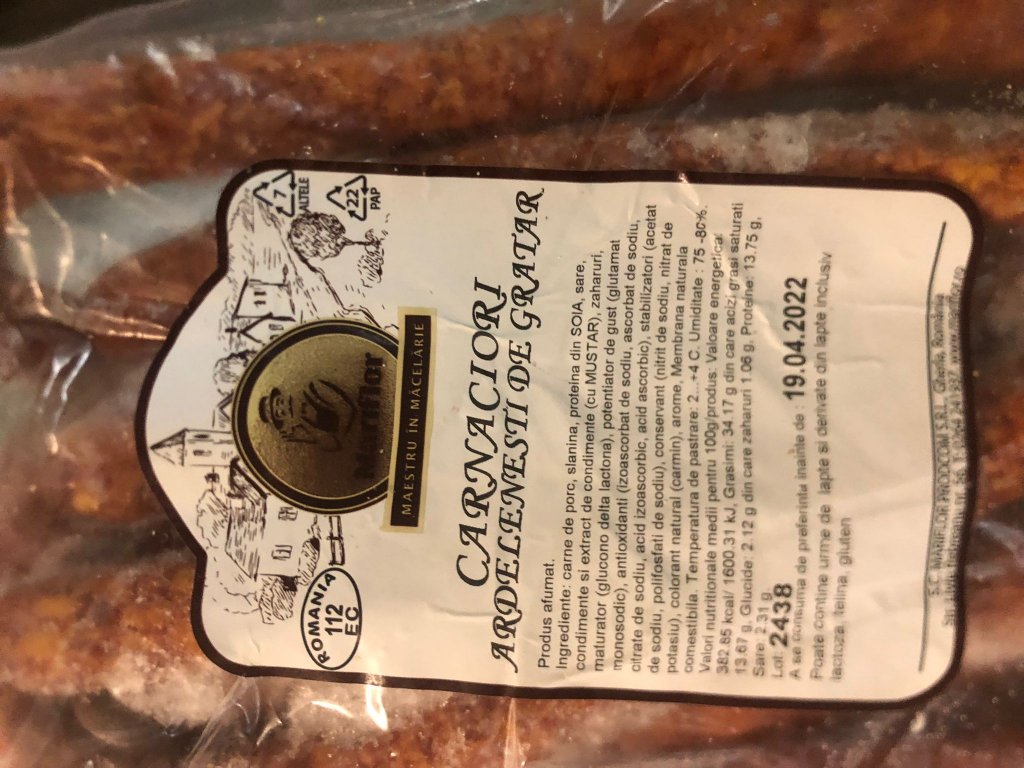 7
ALTELE
22
PAP
11
Mariflor
MAESTRU ÎN MĂCELĂRIE
ROMANIA
112
EC
CARNACIORI
ARDELENESTI DE GRATAR
Produs afumat.
Ingrediente: carne de porc, slanina, proteina din SOIA, sare,
condimente si extract de condimente (cu MUSTAR), zaharuri,
maturator (glucono delta lactona), potentiator de gust (glutamat
monosodic), antioxidanti (izoascorbat de sodiu, ascorbat de sodiu,
citrate de sodiu, acid izoascorbic, acid ascorbic), stabilizatori (acetat
de sodiu, polifosfati de sodiu), conservant (nitrit de sodiu, nitrat de
potasiu), colorant natural (carmin), arome, Membrana naturala
comestibila. Temperatura de pastrare: 2...+4 C. Umiditate : 75 -80%.
Valori nutritionale medii pentru 100g/produs: Valoare energetica:
382.85 kcal/ 1600.31 kJ, Grasimi: 34.17 g din care acizi grasi saturati
13.67 g, Glucide: 2.12 g din care zaharuri 1.06 g. Proteine: 13.75 g,
Sare : 2.31 g
Lot: 2438
A se consuma de preferinta inainte de : 19.04.2022
Poate contine urme de lapte si derivate din lapte inclusiv
lactoza, telina, gluten
S.C. MARIFLOR PRODCOM S.R.L. Gherla, România